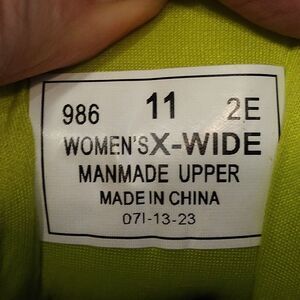 986 11 2E
WOMEN'S X-WIDE
MANMADE UPPER
MADE IN CHINA
07I-13-23